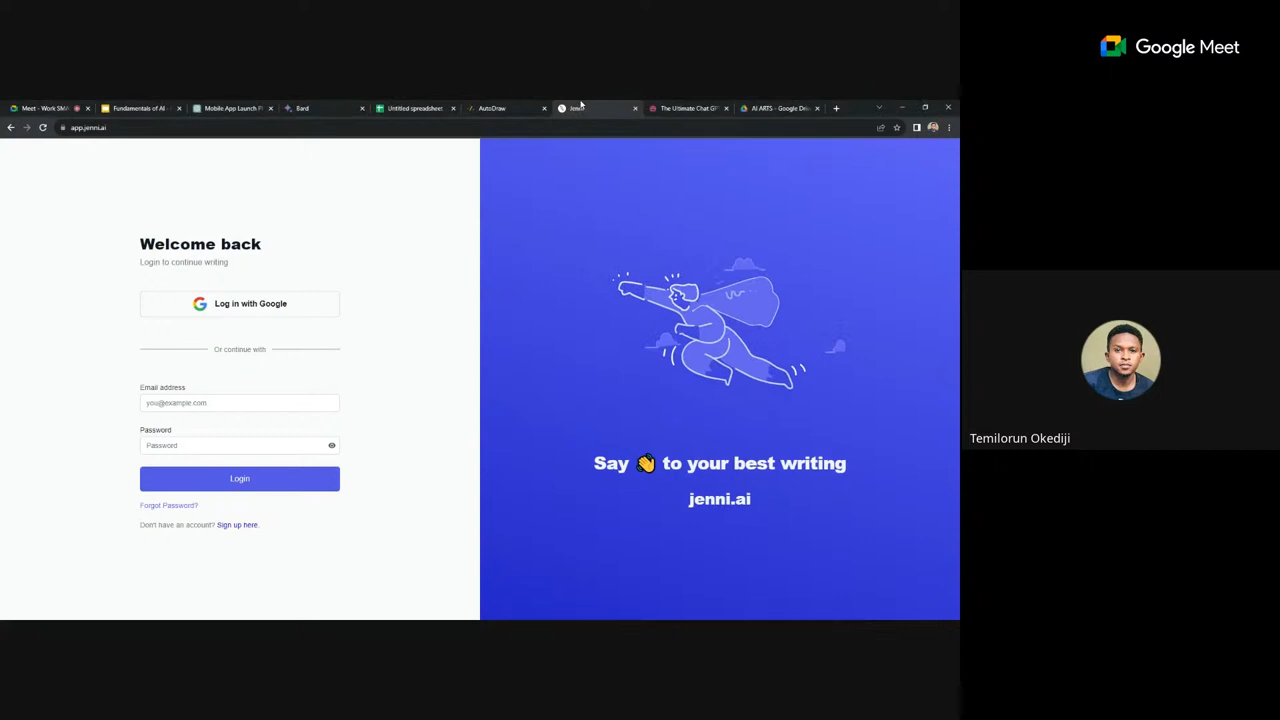 Google Meet
Meet - Work SMA
Fundamentals of AI -
Mobile App Launch Pl
Bard
Untitled spreadsheet
AutoDraw
Jenni
The Ultimate Chat GP
AI ARTS - Google Driv
app.jenni.ai
Welcome back
Login to continue writing
Log in with Google
Or continue with
Email address
you@example.com
Password
Password
Login
Forgot Password?
Don't have an account? Sign up here.
Say 👋 to your best writing
jenni.ai
Temilorun Okediji